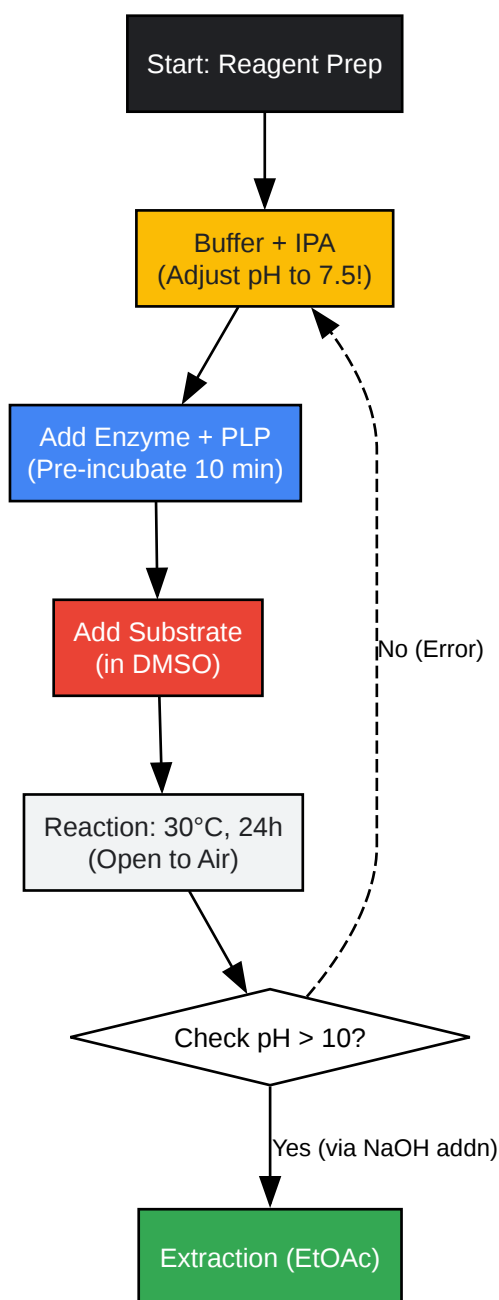 Start: Reagent Prep
Buffer + IPA
(Adjust pH to 7.5!)
Add Enzyme + PLP
(Pre-incubate 10 min)
Add Substrate
(in DMSO)
No (Error)
Reaction: 30°C, 24h
(Open to Air)
Check pH > 10?
Yes (via NaOH addn)
Extraction (EtOAc)